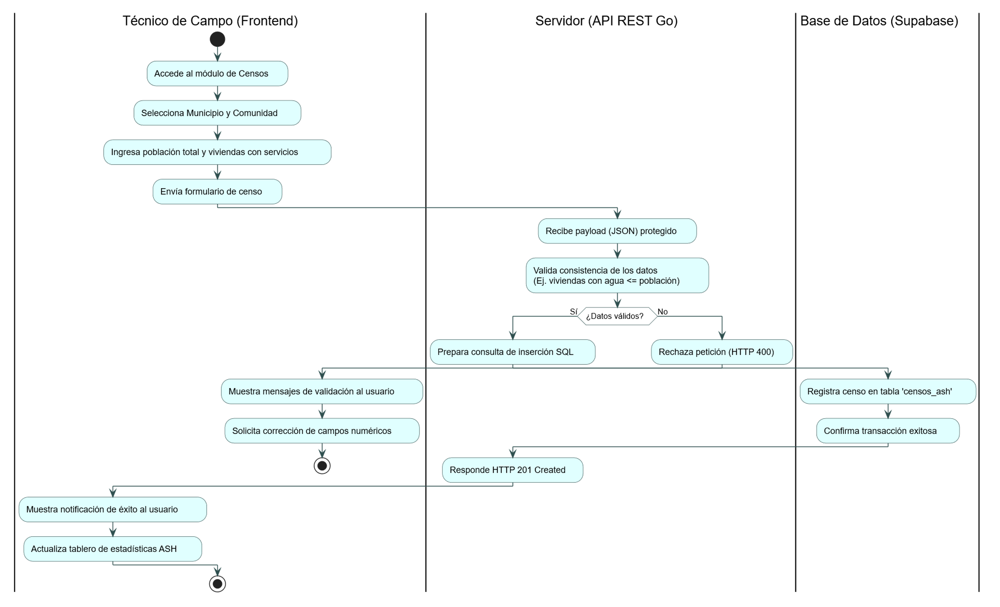 Técnico de Campo (Frontend)
Servidor (API REST Go)
Base de Datos (Supabase)
Accede al módulo de Censos
Selecciona Municipio y Comunidad
Ingresa población total y viviendas con servicios
Envía formulario de censo
Recibe payload (JSON) protegido
Valida consistencia de los datos
(Ej. viviendas con agua <= población)
Sí
¿Datos válidos?
No
Prepara consulta de inserción SQL
Rechaza petición (HTTP 400)
Muestra mensajes de validación al usuario
Registra censo en tabla 'censos_ash'
Solicita corrección de campos numéricos
Confirma transacción exitosa
Responde HTTP 201 Created
Muestra notificación de éxito al usuario
Actualiza tablero de estadísticas ASH